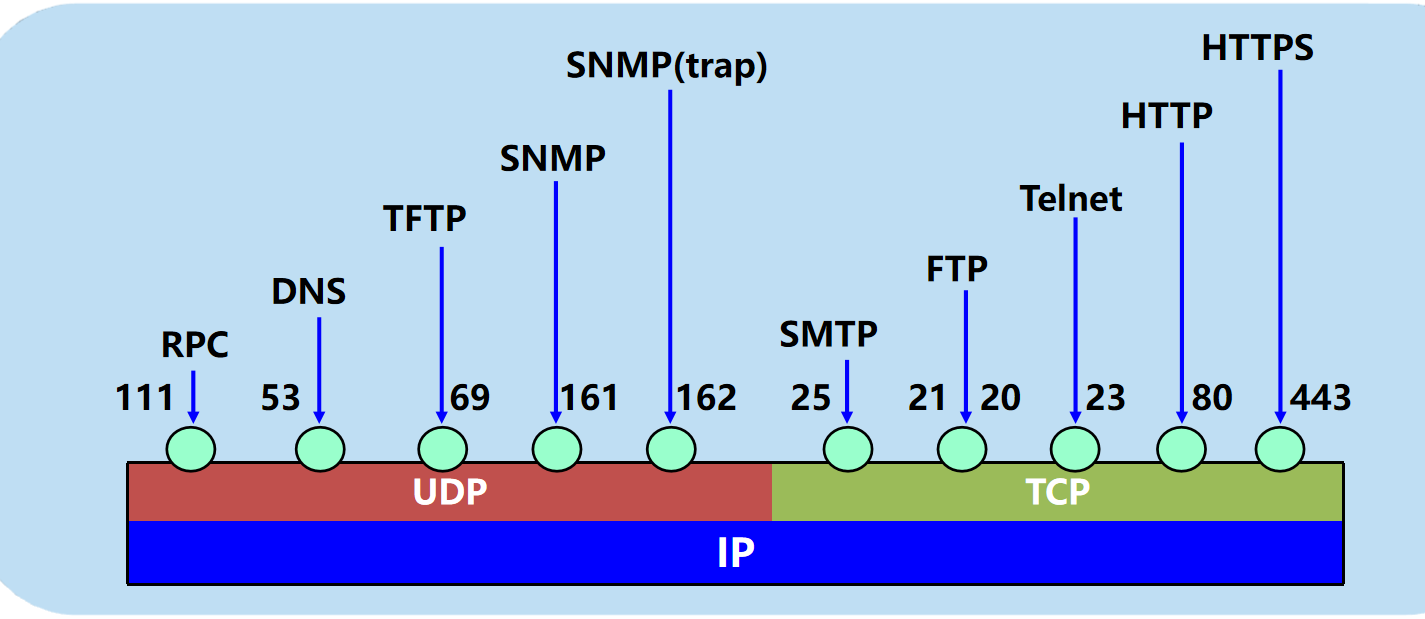 HTTPS
SNMP(trap)
HTTP
SNMP
Telnet
TFTP
FTP
DNS
SMTP
RPC
111 53 69 161 162 25 21 20 23 80 443
UDP TCP
IP